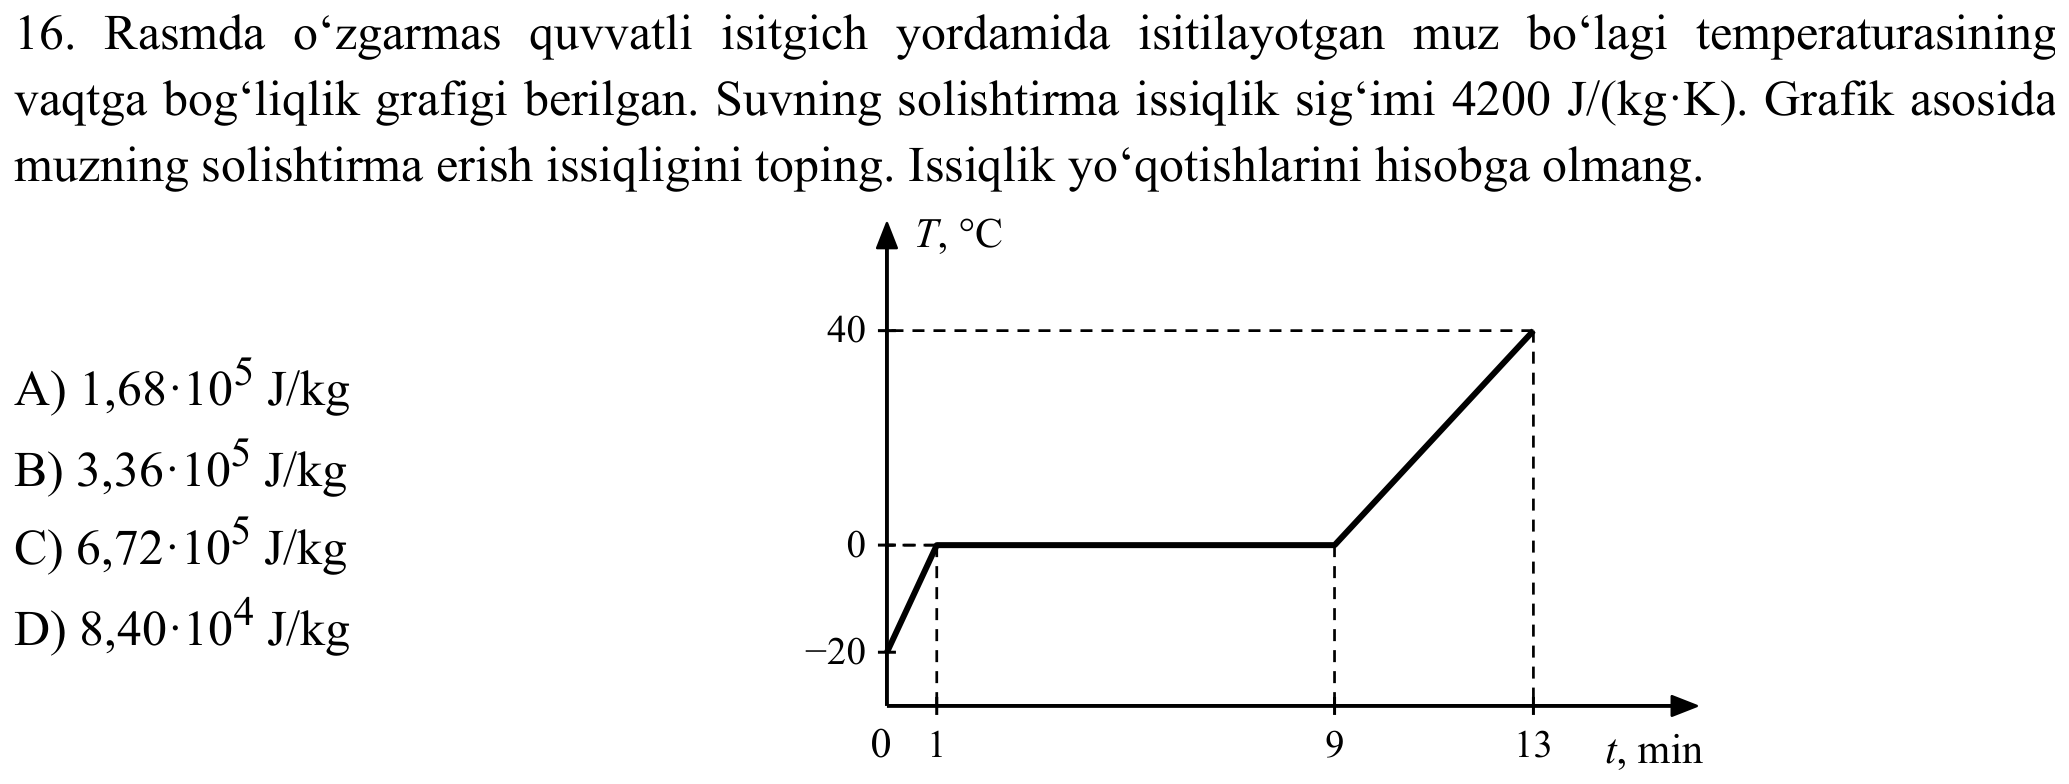 16. Rasmda o‘zgarmas quvvatli isitgich yordamida isitilayotgan muz bo‘lagi temperaturasining
vaqtga bog‘liqlik grafigi berilgan. Suvning solishtirma issiqlik sig‘imi 4200 J/(kg·K). Grafik asosida
muzning solishtirma erish issiqligini toping. Issiqlik yo‘qotishlarini hisobga olmang.
A) 1,68·10⁵ J/kg
B) 3,36·10⁵ J/kg
C) 6,72·10⁵ J/kg
D) 8,40·10⁴ J/kg
T, °C
40
0
−20
0 1 9 13 t, min